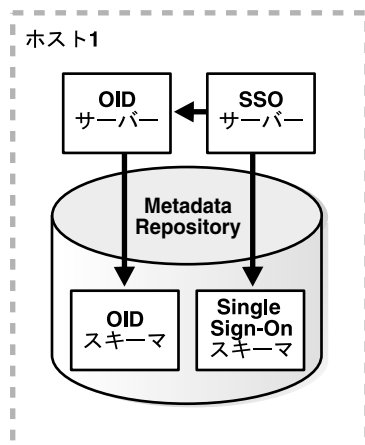 ホスト1
OID
サーバー
SSO
サーバー
Metadata
Repository
OID
スキーマ
Single
Sign-On
スキーマ